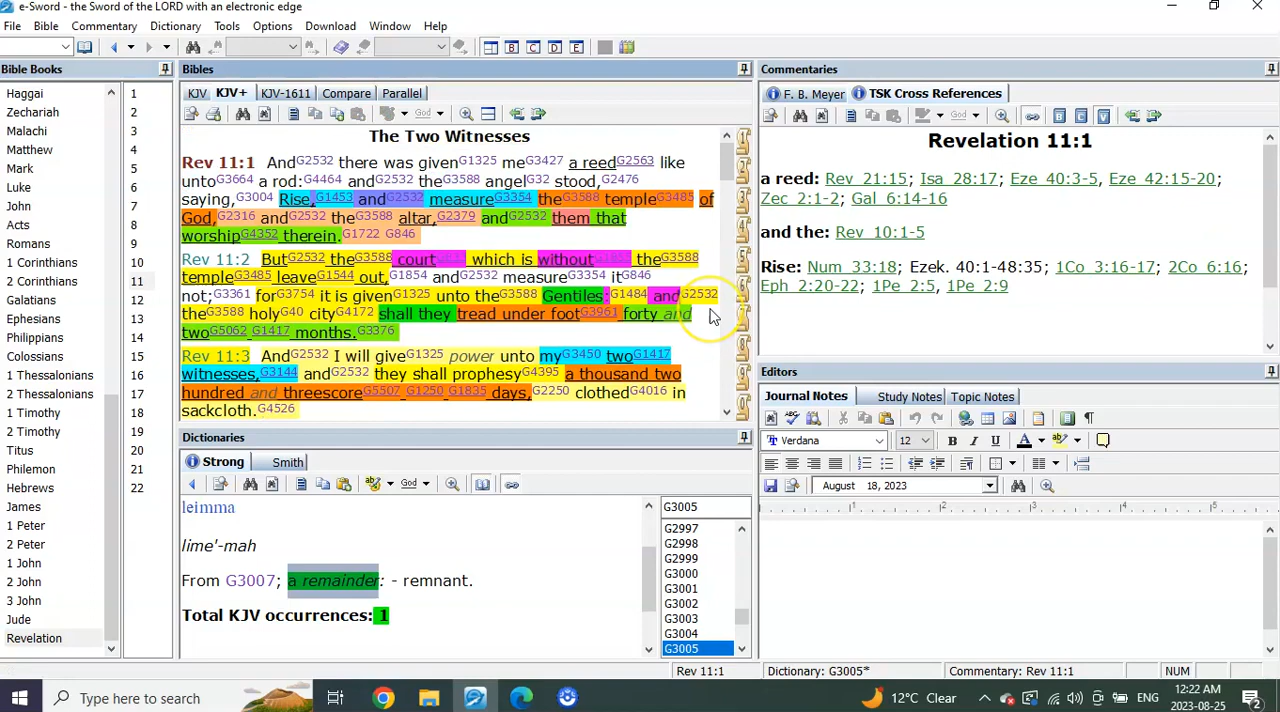 e-Sword - the Sword of the LORD with an electronic edge
File Bible Commentary Dictionary Tools Options Download Window Help
Bible Books
Haggai
Zechariah
Malachi
Matthew
Mark
Luke
John
Acts
Romans
1 Corinthians
2 Corinthians
Galatians
Ephesians
Philippians
Colossians
1 Thessalonians
2 Thessalonians
1 Timothy
2 Timothy
Titus
Philemon
Hebrews
James
1 Peter
2 Peter
1 John
2 John
3 John
Jude
Revelation
1
2
3
4
5
6
7
8
9
10
11
12
13
14
15
16
17
18
19
20
21
22
Bibles
KJV KJV+ KJV-1611 Compare Parallel
God
The Two Witnesses
Rev 11:1 AndG2532 there was givenG1325 meG3427 a reedG2563 like
untoG3664 a rod:G4464 andG2532 theG3588 angelG32 stood,G2476
saying,G3004 Rise,G1453 andG2532 measureG3354 theG3588 templeG3485 of
God,G2316 andG2532 theG3588 altar,G2379 andG2532 them that
worshipG4352 therein.G1722 G846
Rev 11:2 ButG2532 theG3588 court which is without theG3588
templeG3485 leaveG1544 out,G1854 andG2532 measureG3354 itG846
not;G3361 forG3754 it is givenG1325 unto theG3588 Gentiles:G1484 andG2532
theG3588 holyG40 cityG4172 shall they tread under footG3961 forty and
twoG5062 G1417 months.G3376
Rev 11:3 AndG2532 I will giveG1325 power unto myG3450 twoG1417
witnesses,G3144 andG2532 they shall prophesyG4395 a thousand two
hundred and threescoreG5507 G1250 G1835 days,G2250 clothedG4016 in
sackcloth.G4526
Dictionaries
Strong Smith
God
leimma
lime'-mah
From G3007; a remainder: - remnant.
Total KJV occurrences: 1
G3005
G2997
G2998
G2999
G3000
G3001
G3002
G3003
G3004
G3005
Commentaries
F. B. Meyer TSK Cross References
God
Revelation 11:1
a reed: Rev 21:15; Isa 28:17; Eze 40:3-5, Eze 42:15-20;
Zec 2:1-2; Gal 6:14-16
and the: Rev 10:1-5
Rise: Num 33:18; Ezek. 40:1-48:35; 1Co 3:16-17; 2Co 6:16;
Eph 2:20-22; 1Pe 2:5, 1Pe 2:9
Editors
Journal Notes Study Notes Topic Notes
Verdana 12 B I U A
August 18, 2023
1 2 3 4 5
Rev 11:1 Dictionary: G3005* Commentary: Rev 11:1 NUM
Type here to search
12°C Clear
ENG
12:22 AM
2023-08-25
2